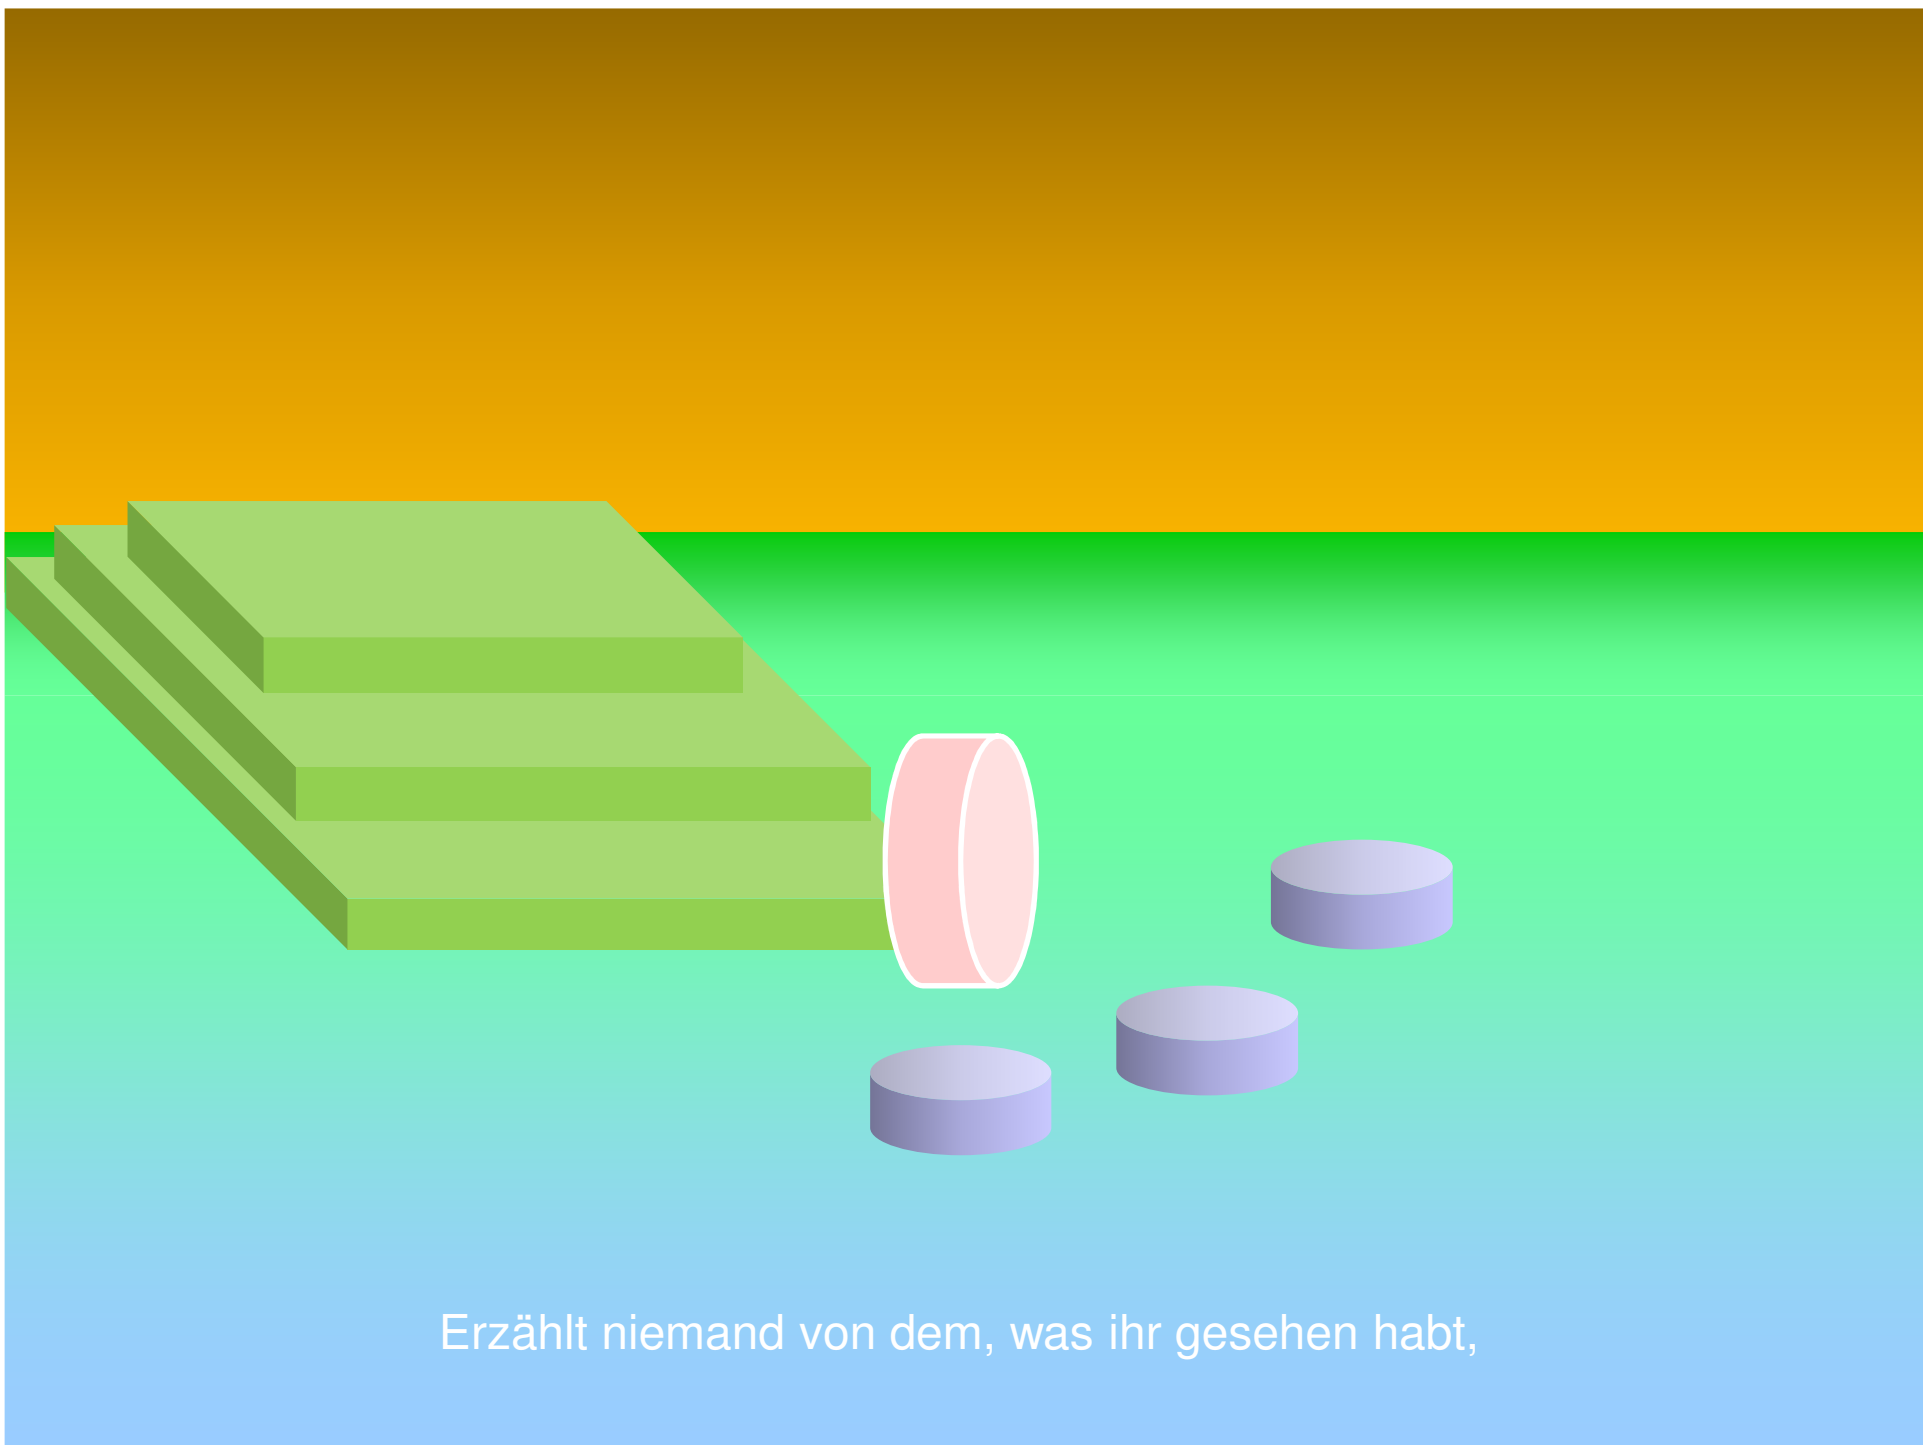 Erzählt niemand von dem, was ihr gesehen habt,